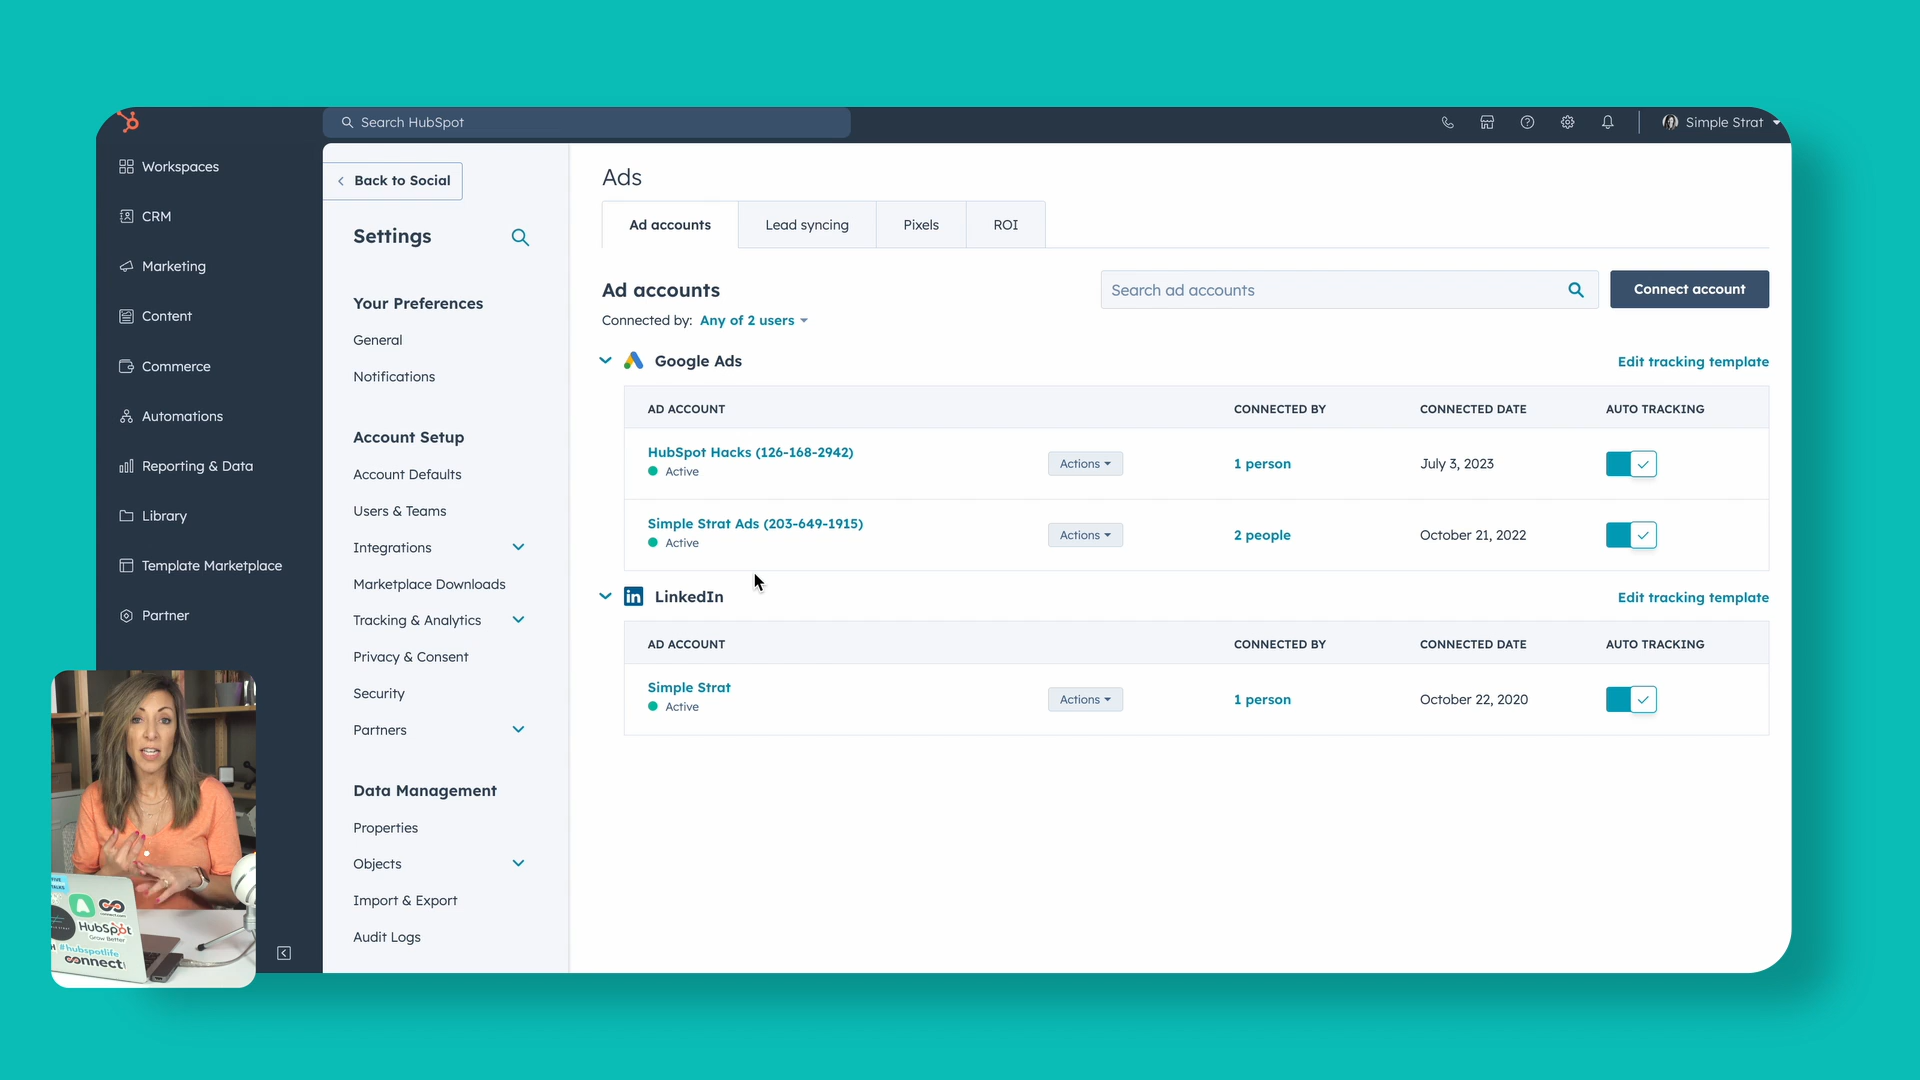 Search HubSpot
Simple Strat
Workspaces
CRM
Marketing
Content
Commerce
Automations
Reporting & Data
Library
Template Marketplace
Partner
Back to Social
Settings
Your Preferences
General
Notifications
Account Setup
Account Defaults
Users & Teams
Integrations
Marketplace Downloads
Tracking & Analytics
Privacy & Consent
Security
Partners
Data Management
Properties
Objects
Import & Export
Audit Logs
Ads
Ad accounts Lead syncing Pixels ROI
Ad accounts
Search ad accounts
Connect account
Connected by: Any of 2 users
Google Ads
Edit tracking template
AD ACCOUNT CONNECTED BY CONNECTED DATE AUTO TRACKING
HubSpot Hacks (126-168-2942)
Active
Actions 1 person July 3, 2023
Simple Strat Ads (203-649-1915)
Active
Actions 2 people October 21, 2022
LinkedIn
Edit tracking template
AD ACCOUNT CONNECTED BY CONNECTED DATE AUTO TRACKING
Simple Strat
Active
Actions 1 person October 22, 2020
HubSpot
Grow Better
#hubspotlife
connect